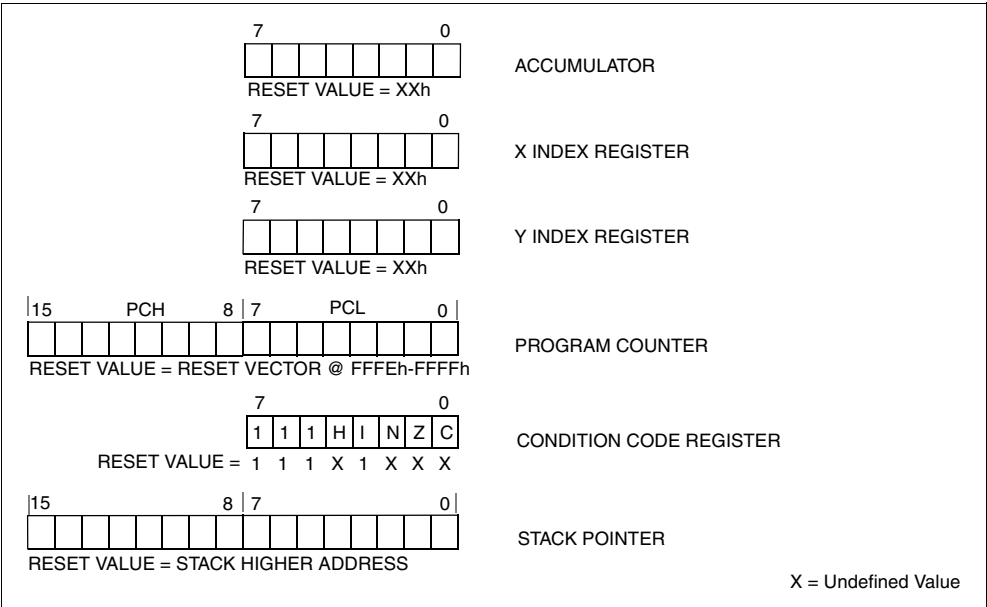 7 0
ACCUMULATOR
RESET VALUE = XXh
7 0
X INDEX REGISTER
RESET VALUE = XXh
7 0
Y INDEX REGISTER
RESET VALUE = XXh
15 PCH 8 7 PCL 0
PROGRAM COUNTER
RESET VALUE = RESET VECTOR @ FFFEh-FFFFh
7 0
1 1 1 H I N Z C
CONDITION CODE REGISTER
RESET VALUE = 1 1 1 X 1 X X X
15 8 7 0
STACK POINTER
RESET VALUE = STACK HIGHER ADDRESS
X = Undefined Value